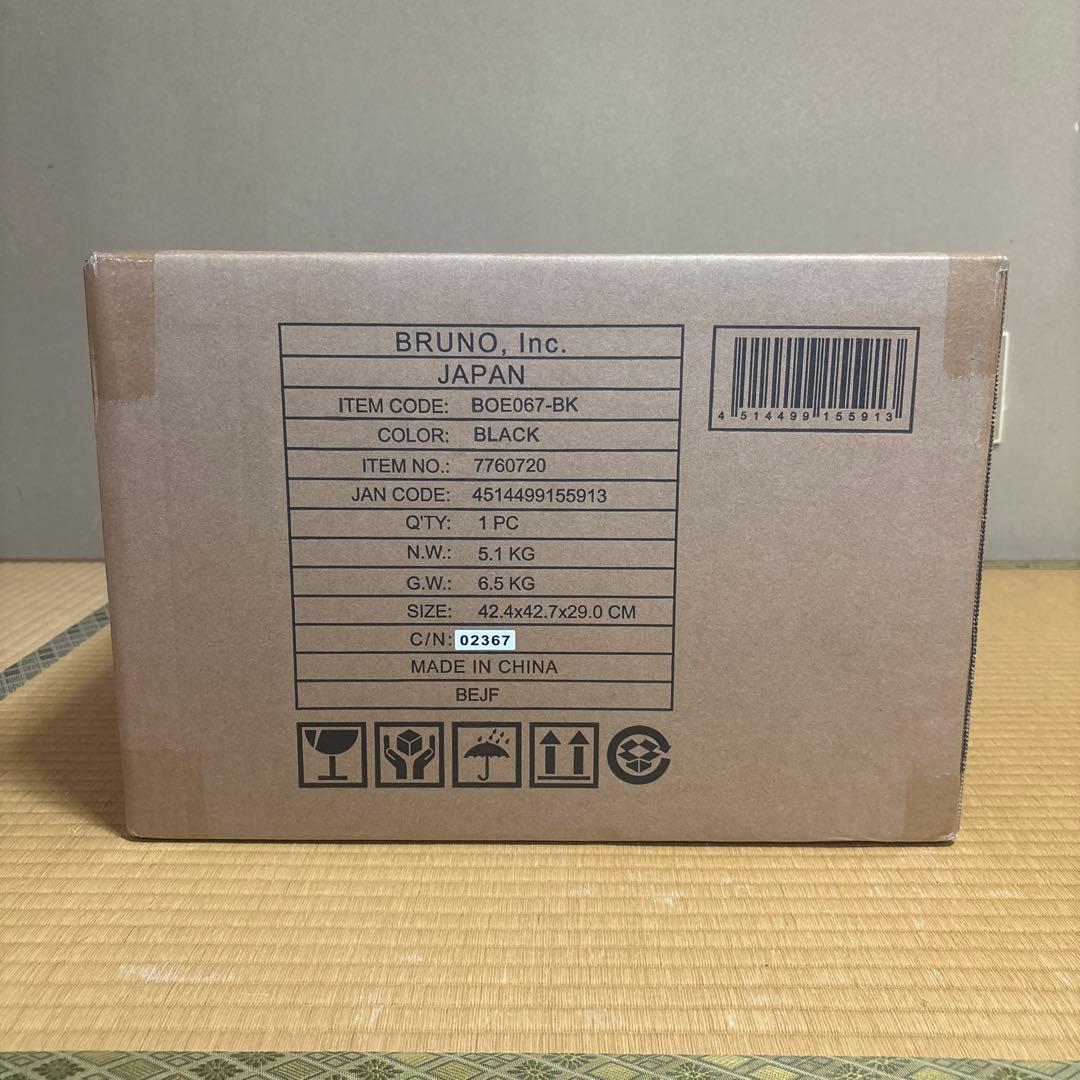 BRUNO, Inc.
JAPAN
ITEM CODE: BOE067-BK
COLOR: BLACK
ITEM NO.: 7760720
JAN CODE: 4514499155913
Q'TY: 1 PC
N.W.: 5.1 KG
G.W.: 6.5 KG
SIZE: 42.4x42.7x29.0 CM
C/N: 02367
MADE IN CHINA
BEJF
4 514499 155913